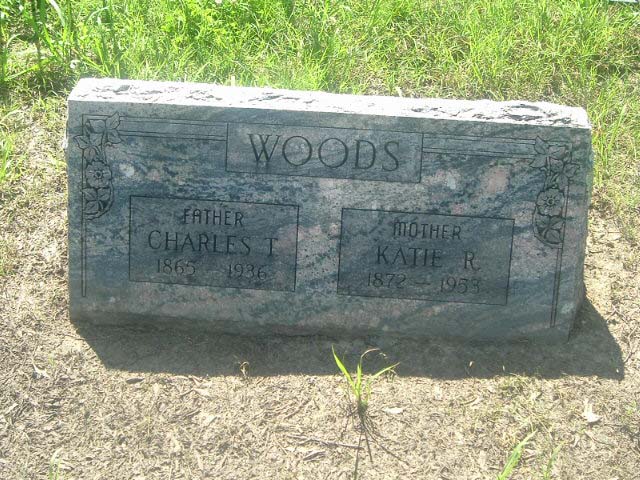 WOODS
FATHER
CHARLES T.
1865 — 1936
MOTHER
KATIE R.
1872 — 1953